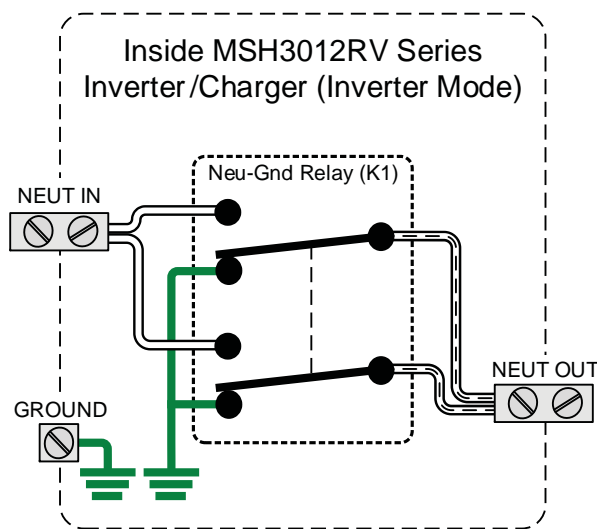 Inside MSH3012RV Series
Inverter/Charger (Inverter Mode)
Neu-Gnd Relay (K1)
NEUT IN
NEUT OUT
GROUND